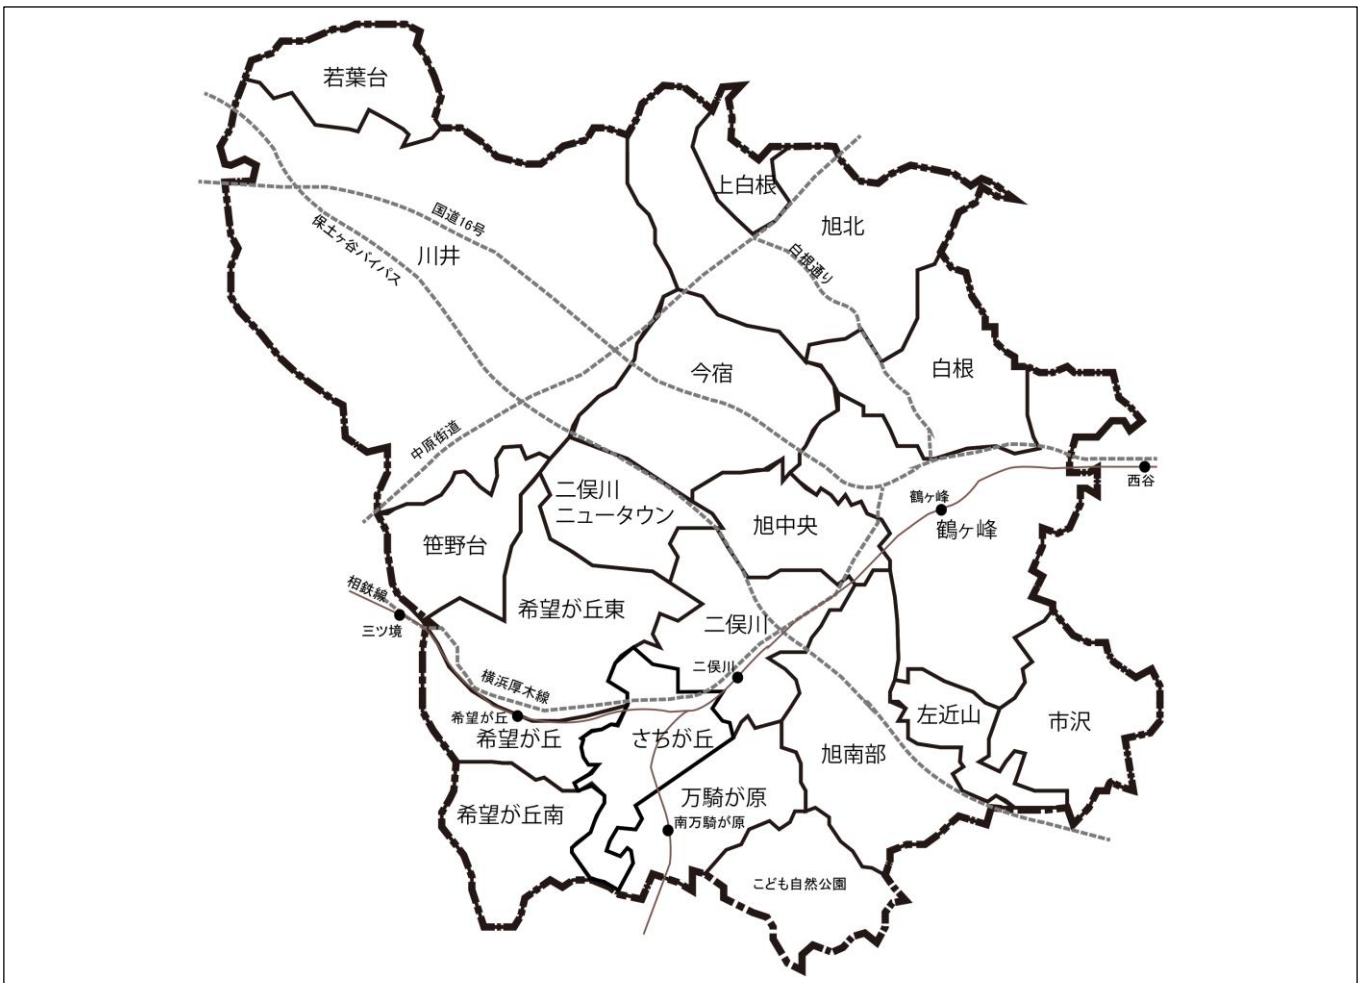 若葉台
上白根
旭北
国道16号
保土ヶ谷バイパス
川井
白根通り
今宿
白根
中原街道
二俣川
ニュータウン
西谷
鶴ヶ峰
鶴ヶ峰
旭中央
笹野台
相鉄線
三ツ境
希望が丘東
二俣川
二俣川
横浜厚木線
希望が丘
希望が丘
さちが丘
左近山
市沢
旭南部
万騎が原
希望が丘南
南万騎が原
こども自然公園